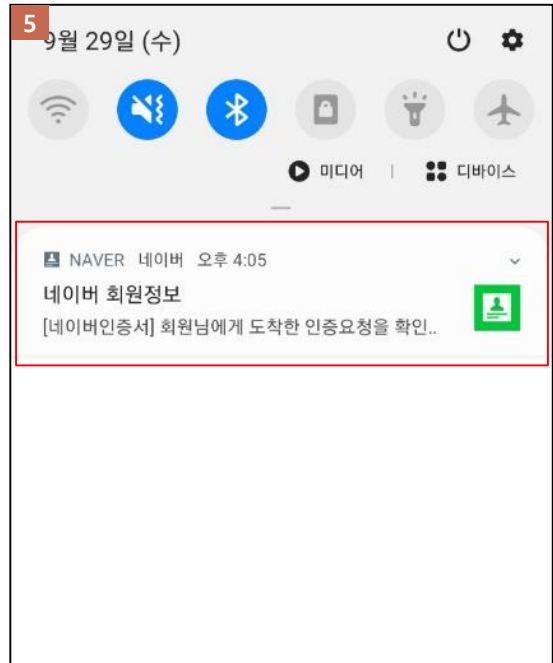 5
9월 29일 (수)
미디어 | 디바이스
NAVER 네이버 오후 4:05
네이버 회원정보
[네이버인증서] 회원님에게 도착한 인증요청을 확인..